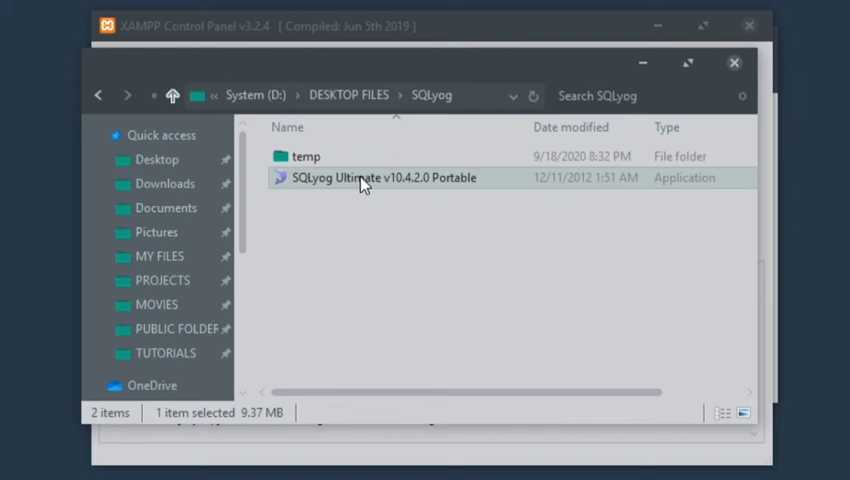 XAMPP Control Panel v3.2.4 [ Compiled: Jun 5th 2019 ]
« System (D:) > DESKTOP FILES > SQLyog
Search SQLyog
Name Date modified Type
temp 9/18/2020 8:32 PM File folder
SQLyog Ultimate v10.4.2.0 Portable 12/11/2012 1:51 AM Application
Quick access
Desktop
Downloads
Documents
Pictures
MY FILES
PROJECTS
MOVIES
PUBLIC FOLDER
TUTORIALS
OneDrive
2 items 1 item selected 9.37 MB